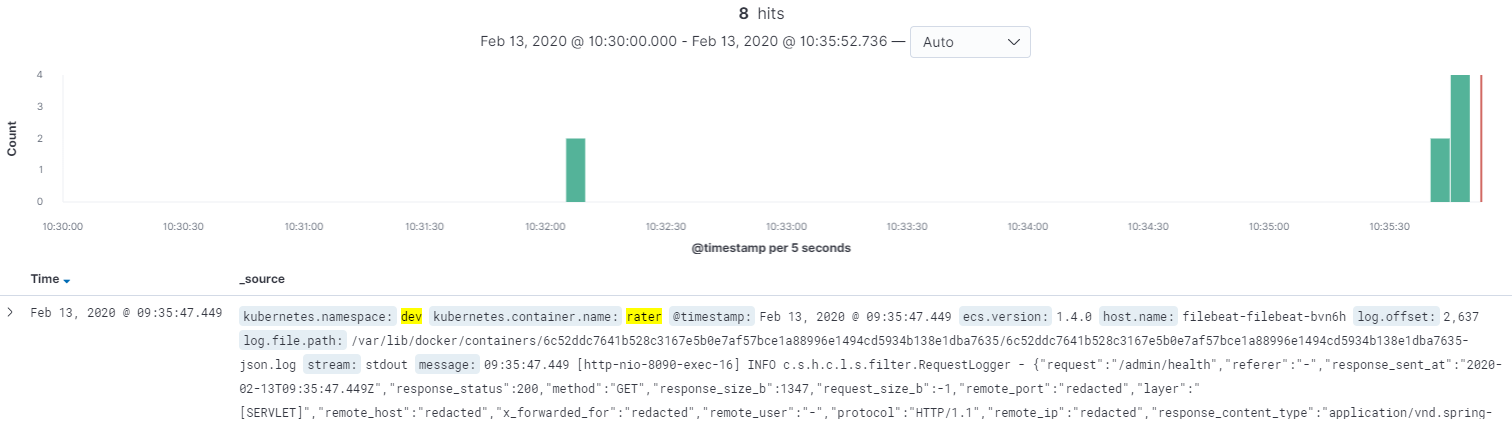 8 hits
Feb 13, 2020 @ 10:30:00.000 - Feb 13, 2020 @ 10:35:52.736 — Auto
4
3
2
1
0
Count
10:30:00 10:30:30 10:31:00 10:31:30 10:32:00 10:32:30 10:33:00 10:33:30 10:34:00 10:34:30 10:35:00 10:35:30
@timestamp per 5 seconds
Time _source
Feb 13, 2020 @ 09:35:47.449 kubernetes.namespace: dev kubernetes.container.name: rater @timestamp: Feb 13, 2020 @ 09:35:47.449 ecs.version: 1.4.0 host.name: filebeat-filebeat-bvn6h log.offset: 2,637
log.file.path: /var/lib/docker/containers/6c52ddc7641b528c3167e5b0e7af57bce1a88996e1494cd5934b138e1dba7635/6c52ddc7641b528c3167e5b0e7af57bce1a88996e1494cd5934b138e1dba7635-
json.log stream: stdout message: 09:35:47.449 [http-nio-8090-exec-16] INFO c.s.h.c.l.s.filter.RequestLogger - {"request":"/admin/health","referer":"-","response_sent_at":"2020-
02-13T09:35:47.449Z","response_status":200,"method":"GET","response_size_b":1347,"request_size_b":-1,"remote_port":"redacted","layer":"
[SERVLET]","remote_host":"redacted","x_forwarded_for":"redacted","remote_user":"-","protocol":"HTTP/1.1","remote_ip":"redacted","response_content_type":"application/vnd.spring-